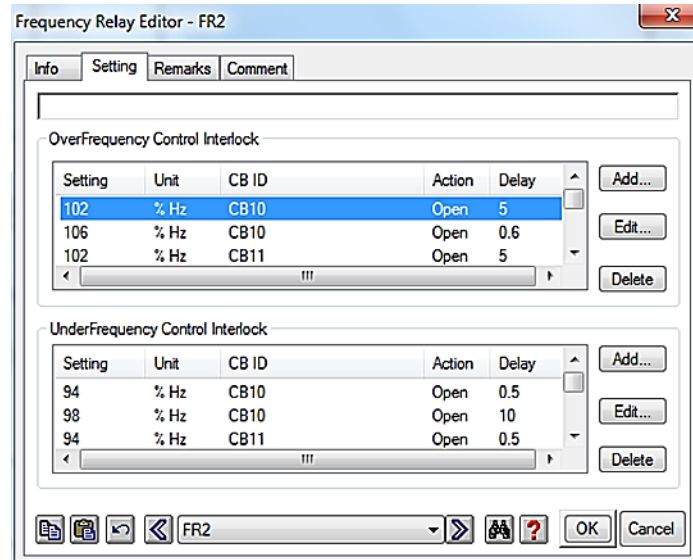 Frequency Relay Editor - FR2
Info Setting Remarks Comment
OverFrequency Control Interlock
Setting Unit CB ID Action Delay
102 % Hz CB10 Open 5
106 % Hz CB10 Open 0.6
102 % Hz CB11 Open 5
Add...
Edit...
Delete
UnderFrequency Control Interlock
Setting Unit CB ID Action Delay
94 % Hz CB10 Open 0.5
98 % Hz CB10 Open 10
94 % Hz CB11 Open 0.5
Add...
Edit...
Delete
FR2 ? OK Cancel